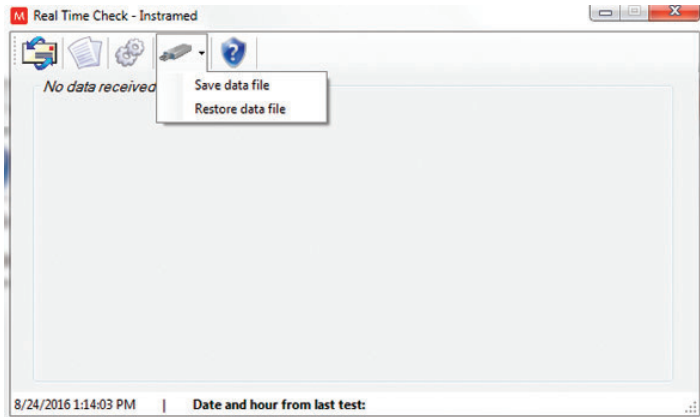 M Real Time Check - Instramed
No data received
Save data file
Restore data file
8/24/2016 1:14:03 PM | Date and hour from last test: